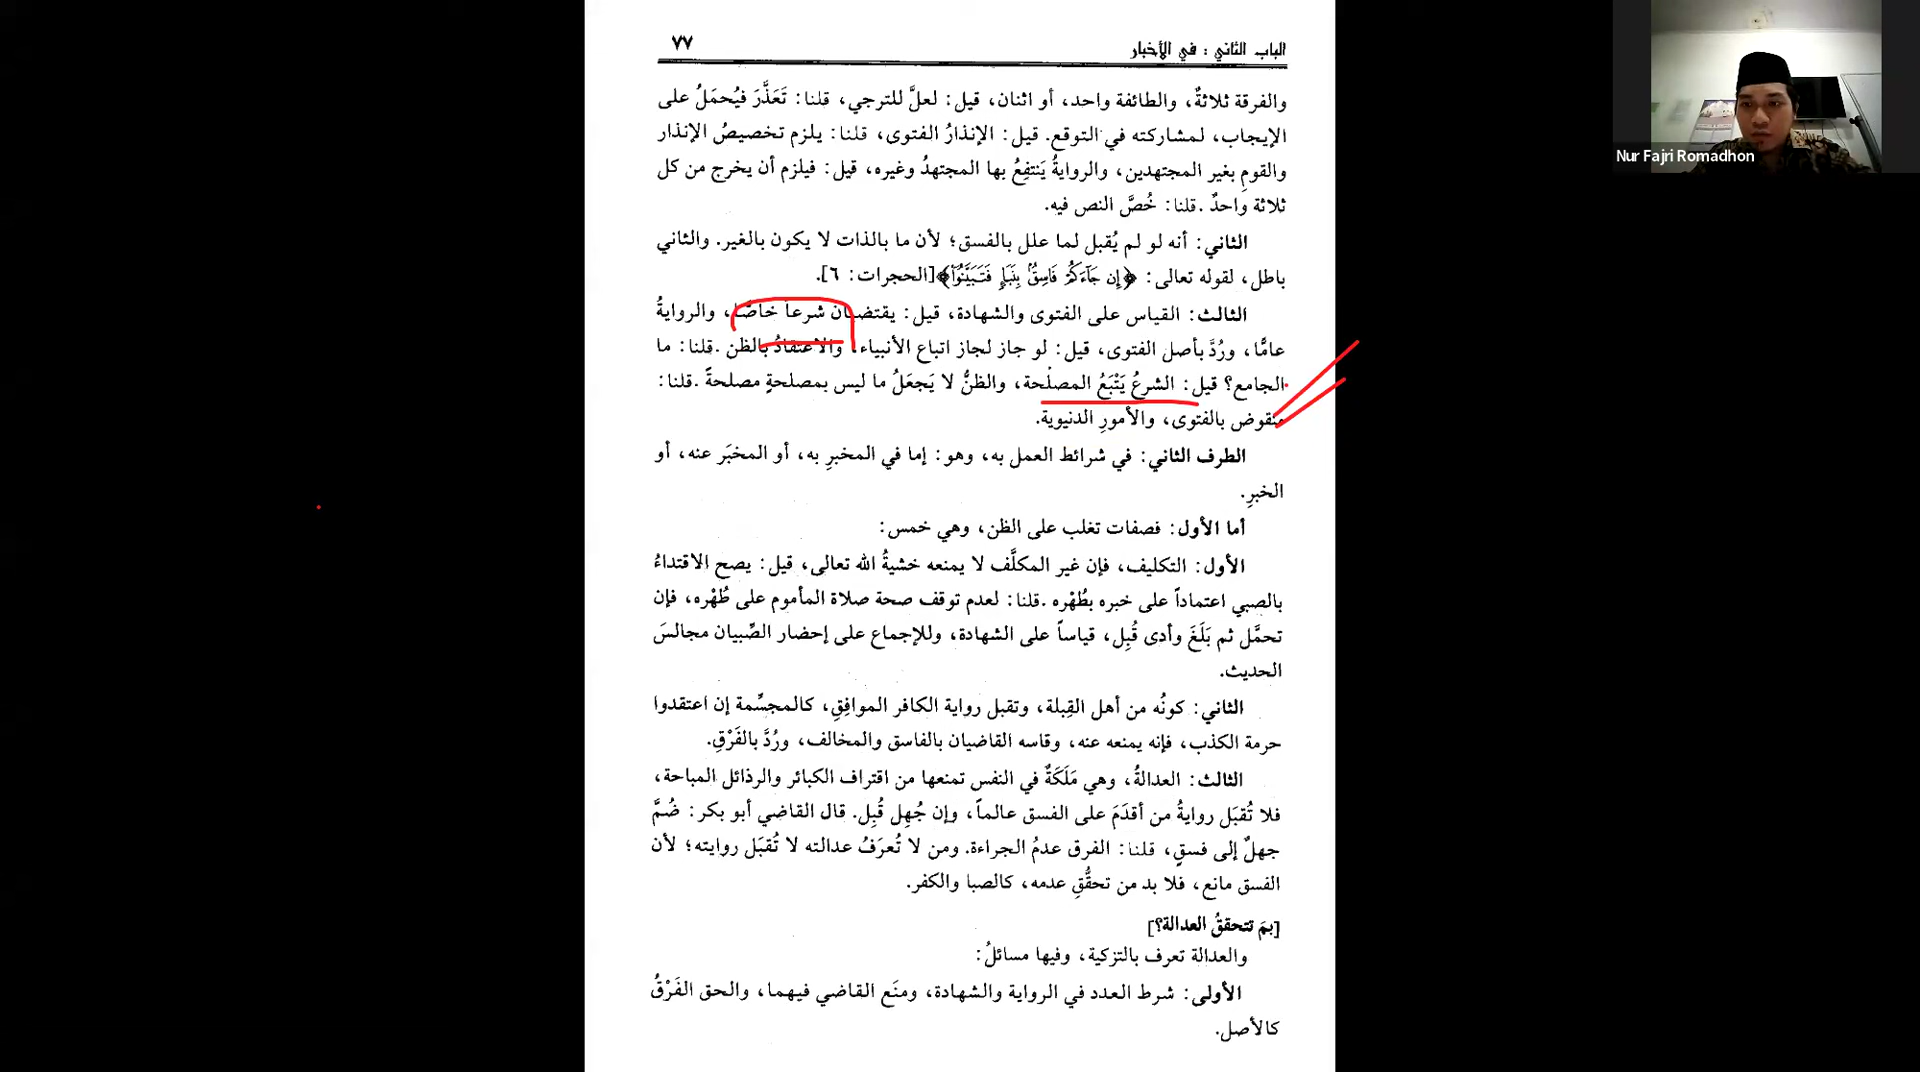 الباب الثاني : في الأخبار ٧٧
والفرقة ثلاثةٌ، والطائفة واحد، أو اثنان، قيل: لعلَّ للترجي، قلنا: تَعَذَّرَ فيُحمَلُ على
الإيجاب، لمشاركته في التوقع. قيل: الإنذارُ الفتوى، قلنا: يلزم تخصيصُ الإنذار
والقومِ بغير المجتهدين، والروايةُ يَنتفِعُ بها المجتهدُ وغيره، قيل: فيلزم أن يخرج من كل
ثلاثة واحدٌ. قلنا: خُصَّ النص فيه.
الثاني: أنه لو لم يُقبل لما علل بالفسق؛ لأن ما بالذات لا يكون بالغير. والثاني
باطل، لقوله تعالى: ﴿إِن جَآءَكُمْ فَاسِقٌۢ بِنَبَإٍ فَتَبَيَّنُوٓا۟﴾[الحجرات: ٦].
الثالث: القياس على الفتوى والشهادة، قيل: يقتضيان شرعاً خاصًّا، والروايةُ
عامًّا، ورُدَّ بأصل الفتوى، قيل: لو جاز لجاز اتباع الأنبياء، والاعتقادُ بالظن. قلنا: ما
الجامع؟ قيل: الشرعُ يَتْبَعُ المصلحة، والظنُّ لا يَجعَلُ ما ليس بمصلحةٍ مصلحةً. قلنا:
منقوض بالفتوى، والأمورِ الدنيوية.
الطرف الثاني: في شرائط العمل به، وهو: إما في المخبرِ به، أو المخبَر عنه، أو
الخبرِ.
أما الأول: فصفات تغلب على الظن، وهي خمس:
الأول: التكليف، فإن غير المكلَّف لا يمنعه خشيةُ الله تعالى، قيل: يصح الاقتداءُ
بالصبي اعتماداً على خبره بطُهْره. قلنا: لعدم توقف صحة صلاة المأموم على طُهْره، فإن
تحمَّل ثم بَلَغَ وأدى قُبِل، قياساً على الشهادة، وللإجماع على إحضار الصِّبيان مجالسَ
الحديث.
الثاني: كونُه من أهل القِبلة، وتقبل رواية الكافر الموافِقِ، كالمجسِّمة إن اعتقدوا
حرمة الكذب، فإنه يمنعه عنه، وقاسه القاضيان بالفاسق والمخالف، ورُدَّ بالفَرْقِ.
الثالث: العدالةُ، وهي مَلَكَةٌ في النفس تمنعها من اقتراف الكبائر والرذائل المباحة،
فلا تُقبَل روايةُ من أقدَمَ على الفسق عالماً، وإن جُهِل قُبِل. قال القاضي أبو بكر: ضُمَّ
جهلٌ إلى فسقٍ، قلنا: الفرق عدمُ الجراءة. ومن لا تُعرَفُ عدالته لا تُقبَل روايته؛ لأن
الفسق مانع، فلا بد من تحقُّقِ عدمه، كالصبا والكفر.
[بمَ تتحققُ العدالة؟]
والعدالة تعرف بالتزكية، وفيها مسائلُ:
الأولى: شرط العدد في الرواية والشهادة، ومنَع القاضي فيهما، والحق الفَرْقُ
كالأصل.
Nur Fajri Romadhon